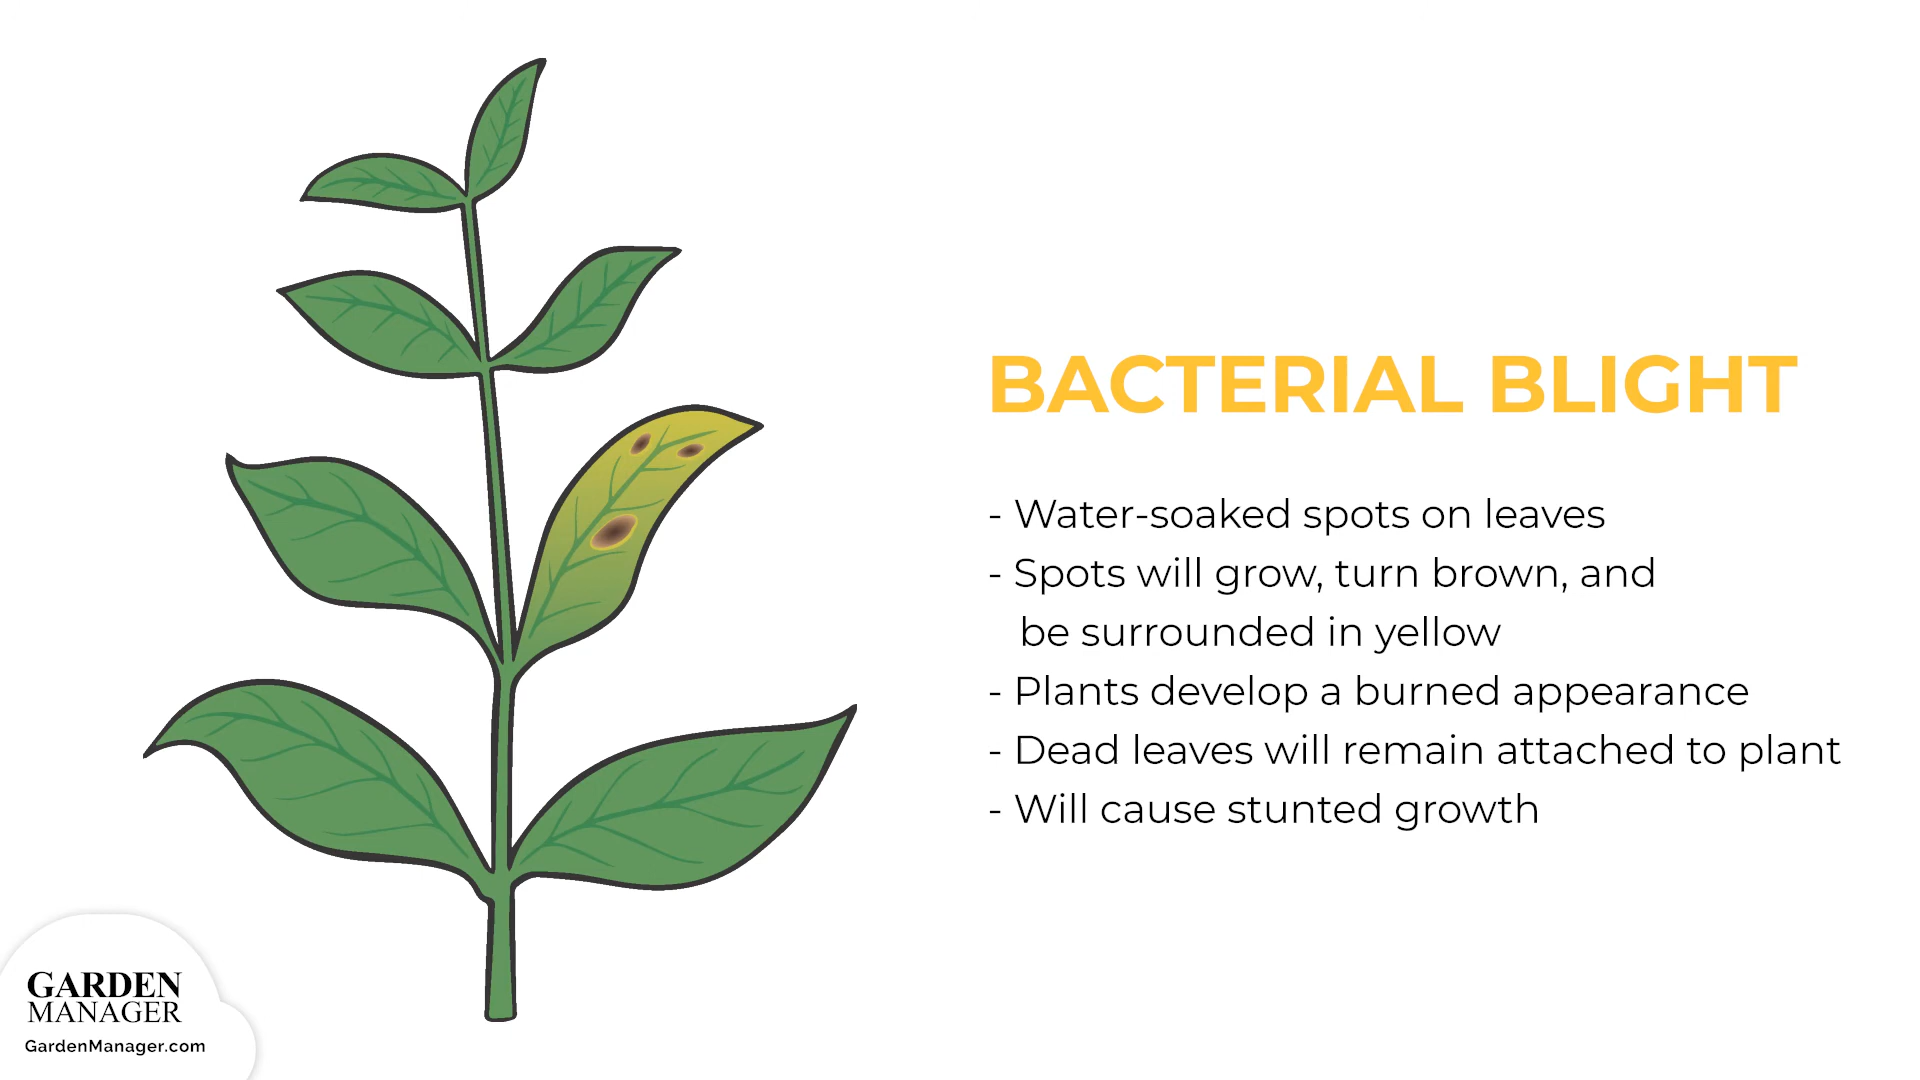 BACTERIAL BLIGHT
- Water-soaked spots on leaves
- Spots will grow, turn brown, and
be surrounded in yellow
- Plants develop a burned appearance
- Dead leaves will remain attached to plant
- Will cause stunted growth
GARDEN
MANAGER
GardenManager.com